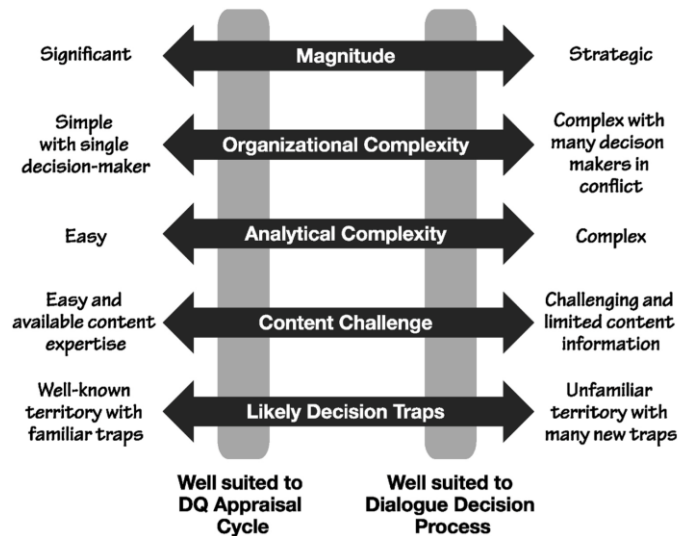 Significant
Magnitude
Strategic
Simple
with single
decision-maker
Organizational Complexity
Complex with
many decison
makers in
conflict
Easy
Analytical Complexity
Complex
Easy and
available content
expertise
Content Challenge
Challenging and
limited content
information
Well-known
territory with
familiar traps
Likely Decision Traps
Unfamiliar
territory with
many new traps
Well suited to
DQ Appraisal
Cycle
Well suited to
Dialogue Decision
Process